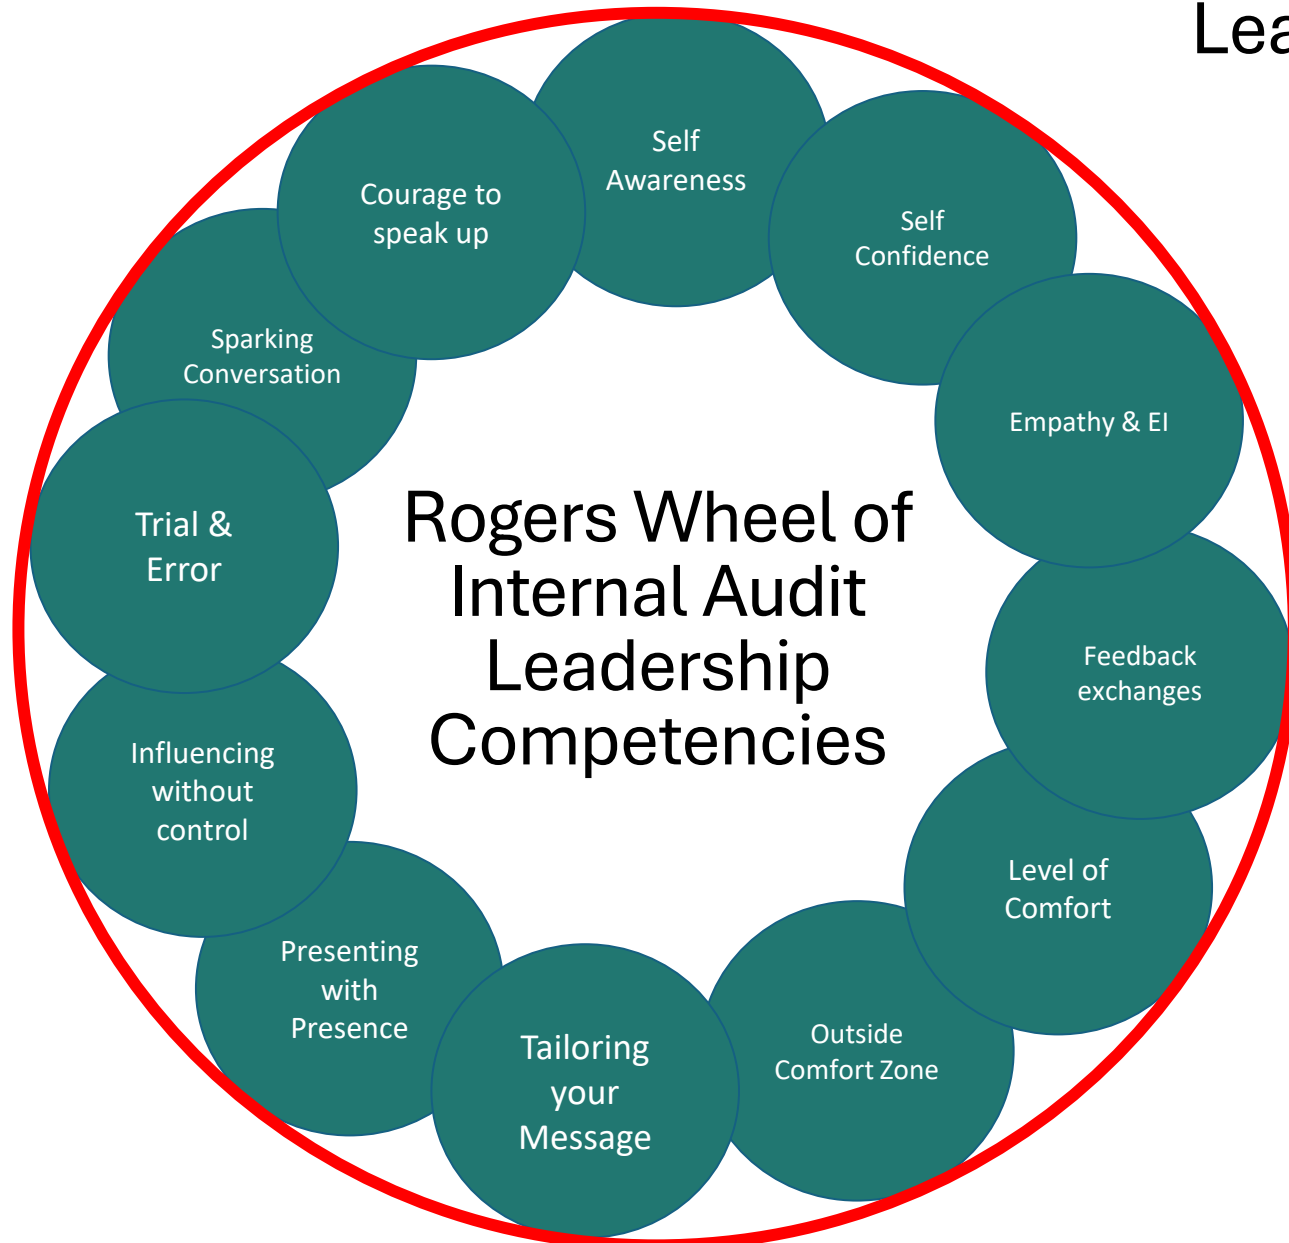 Lea
Self
Awareness
Self
Confidence
Empathy & EI
Feedback
exchanges
Level of
Comfort
Outside
Comfort Zone
Tailoring
your
Message
Presenting
with
Presence
Influencing
without
control
Trial &
Error
Sparking
Conversation
Courage to
speak up
Rogers Wheel of
Internal Audit
Leadership
Competencies